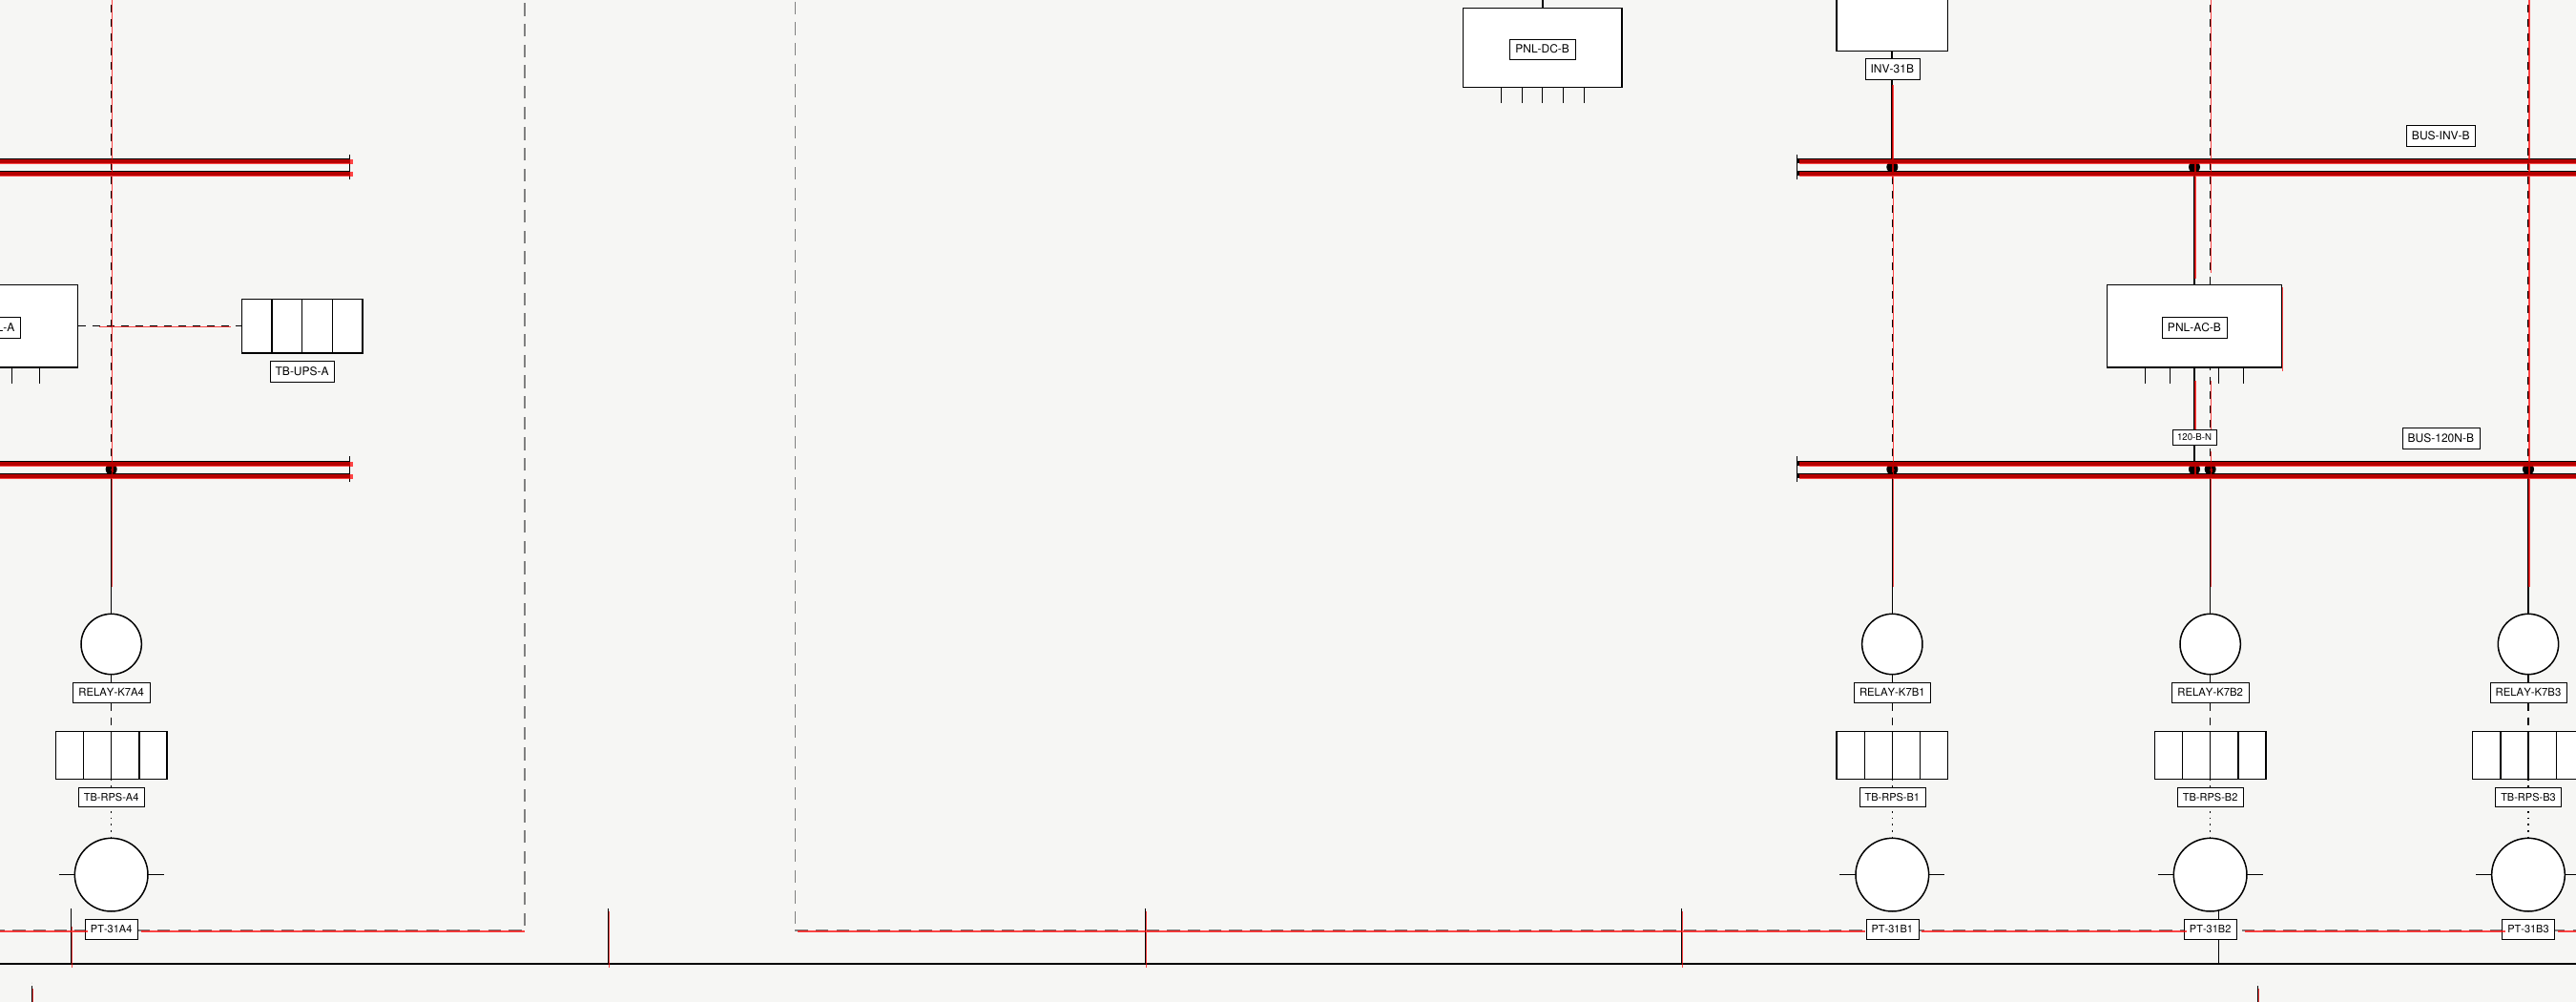 PNL-DC-B
INV-31B
BUS-INV-B
L-A
PNL-AC-B
TB-UPS-A
120-B-N
BUS-120N-B
RELAY-K7A4
RELAY-K7B1
RELAY-K7B2
RELAY-K7B3
TB-RPS-A4
TB-RPS-B1
TB-RPS-B2
TB-RPS-B3
PT-31A4
PT-31B1
PT-31B2
PT-31B3